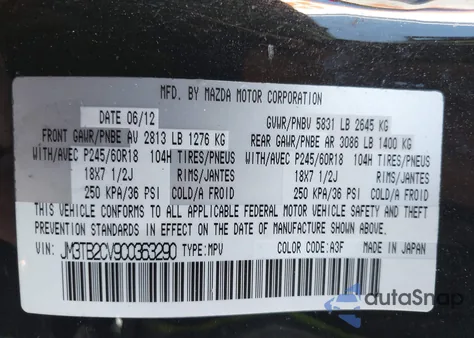 MFD. BY MAZDA MOTOR CORPORATION
DATE 06/12
GVWR/PNBV 5831 LB 2645 KG
FRONT GAWR/PNBE AV 2813 LB 1276 KG
REAR GAWR/PNBE AR 3086 LB 1400 KG
WITH/AVEC P245/60R18 104H TIRES/PNEUS
WITH/AVEC P245/60R18 104H TIRES/PNEUS
18X7 1/2J RIMS/JANTES
18X7 1/2J RIMS/JANTES
250 KPA/36 PSI COLD/A FROID
250 KPA/36 PSI COLD/A FROID
THIS VEHICLE CONFORMS TO ALL APPLICABLE FEDERAL MOTOR VEHICLE SAFETY AND THEFT
PREVENTION STANDARDS IN EFFECT ON THE DATE OF MANUFACTURE SHOWN ABOVE.
VIN: JM3TB2CV9C0363290 TYPE:MPV COLOR CODE:A3F MADE IN JAPAN
autoSnap